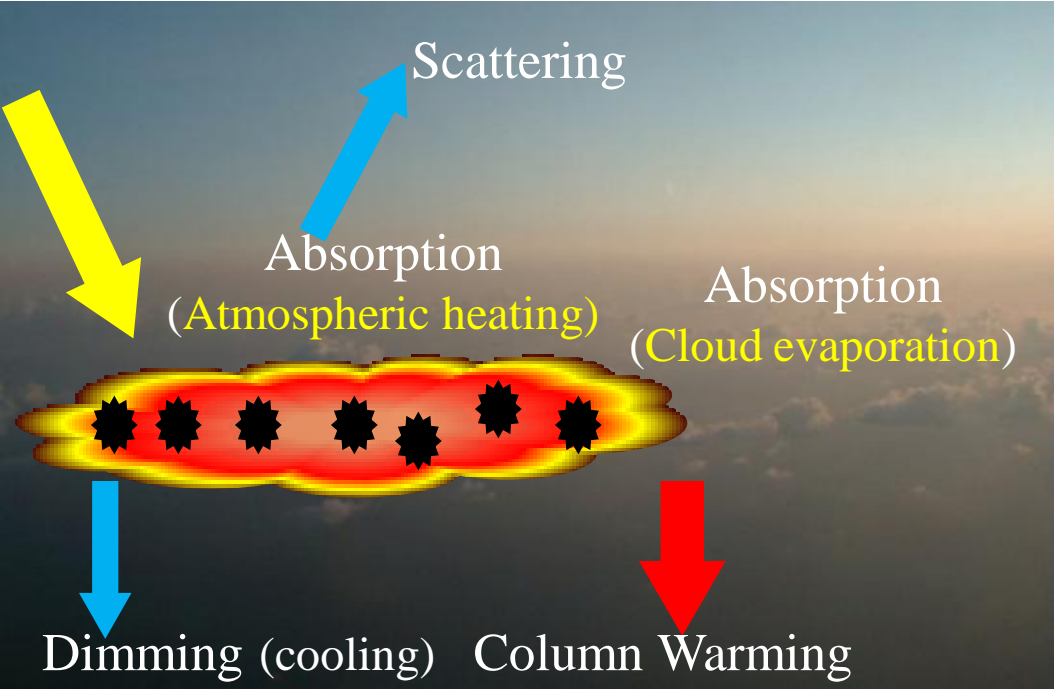 Scattering
Absorption
(Atmospheric heating)
Absorption
(Cloud evaporation)
Dimming (cooling)
Column Warming